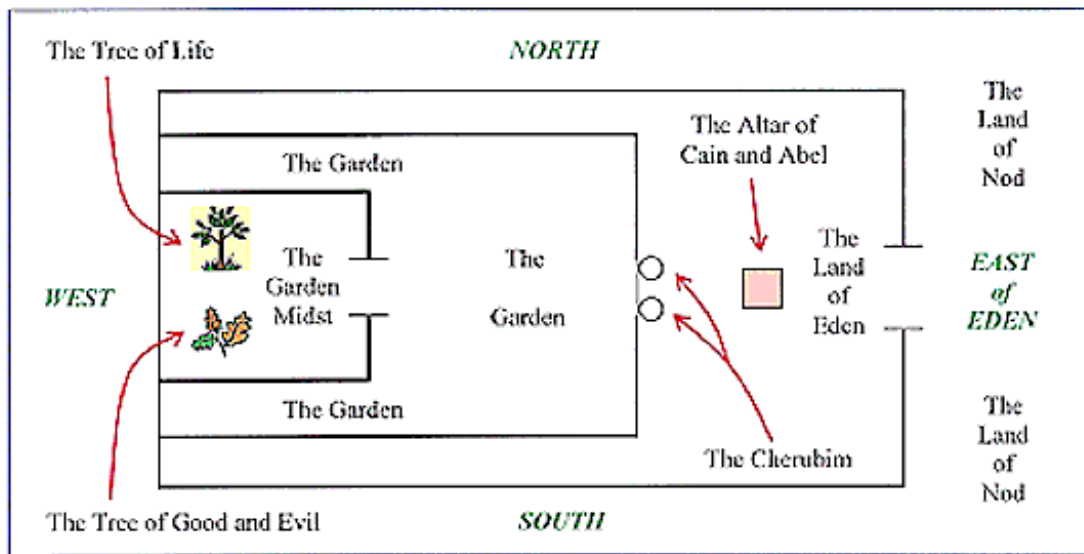 The Tree of Life
NORTH
The
Land
of
Nod
The Altar of
Cain and Abel
The Garden
The
Garden
Midst
The
Garden
The
Land
of
Eden
WEST
EAST
of
EDEN
The Garden
The Cherubim
The
Land
of
Nod
The Tree of Good and Evil
SOUTH